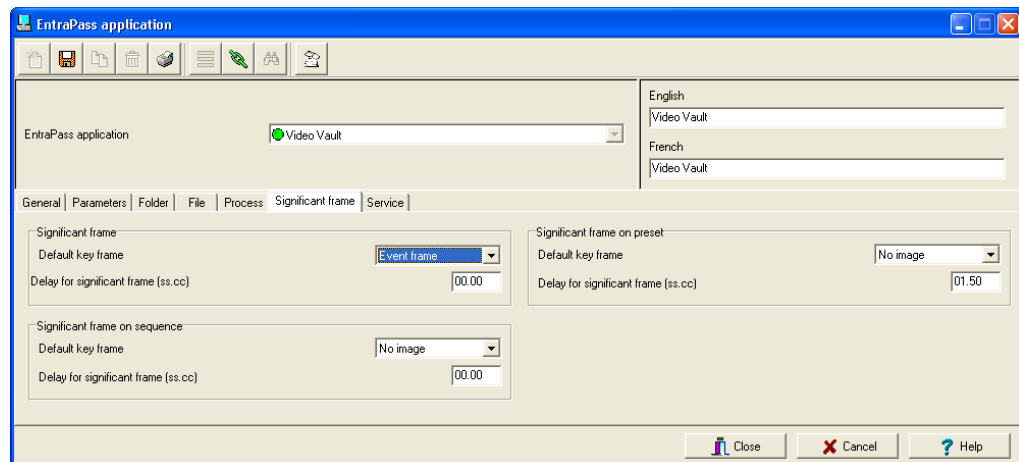 EntraPass application
English
Video Vault
EntraPass application
Video Vault
French
Video Vault
General
Parameters
Folder
File
Process
Significant frame
Service
Significant frame
Default key frame
Event frame
Delay for significant frame (ss.cc)
00.00
Significant frame on preset
Default key frame
No image
Delay for significant frame (ss.cc)
01.50
Significant frame on sequence
Default key frame
No image
Delay for significant frame (ss.cc)
00.00
Close
Cancel
Help